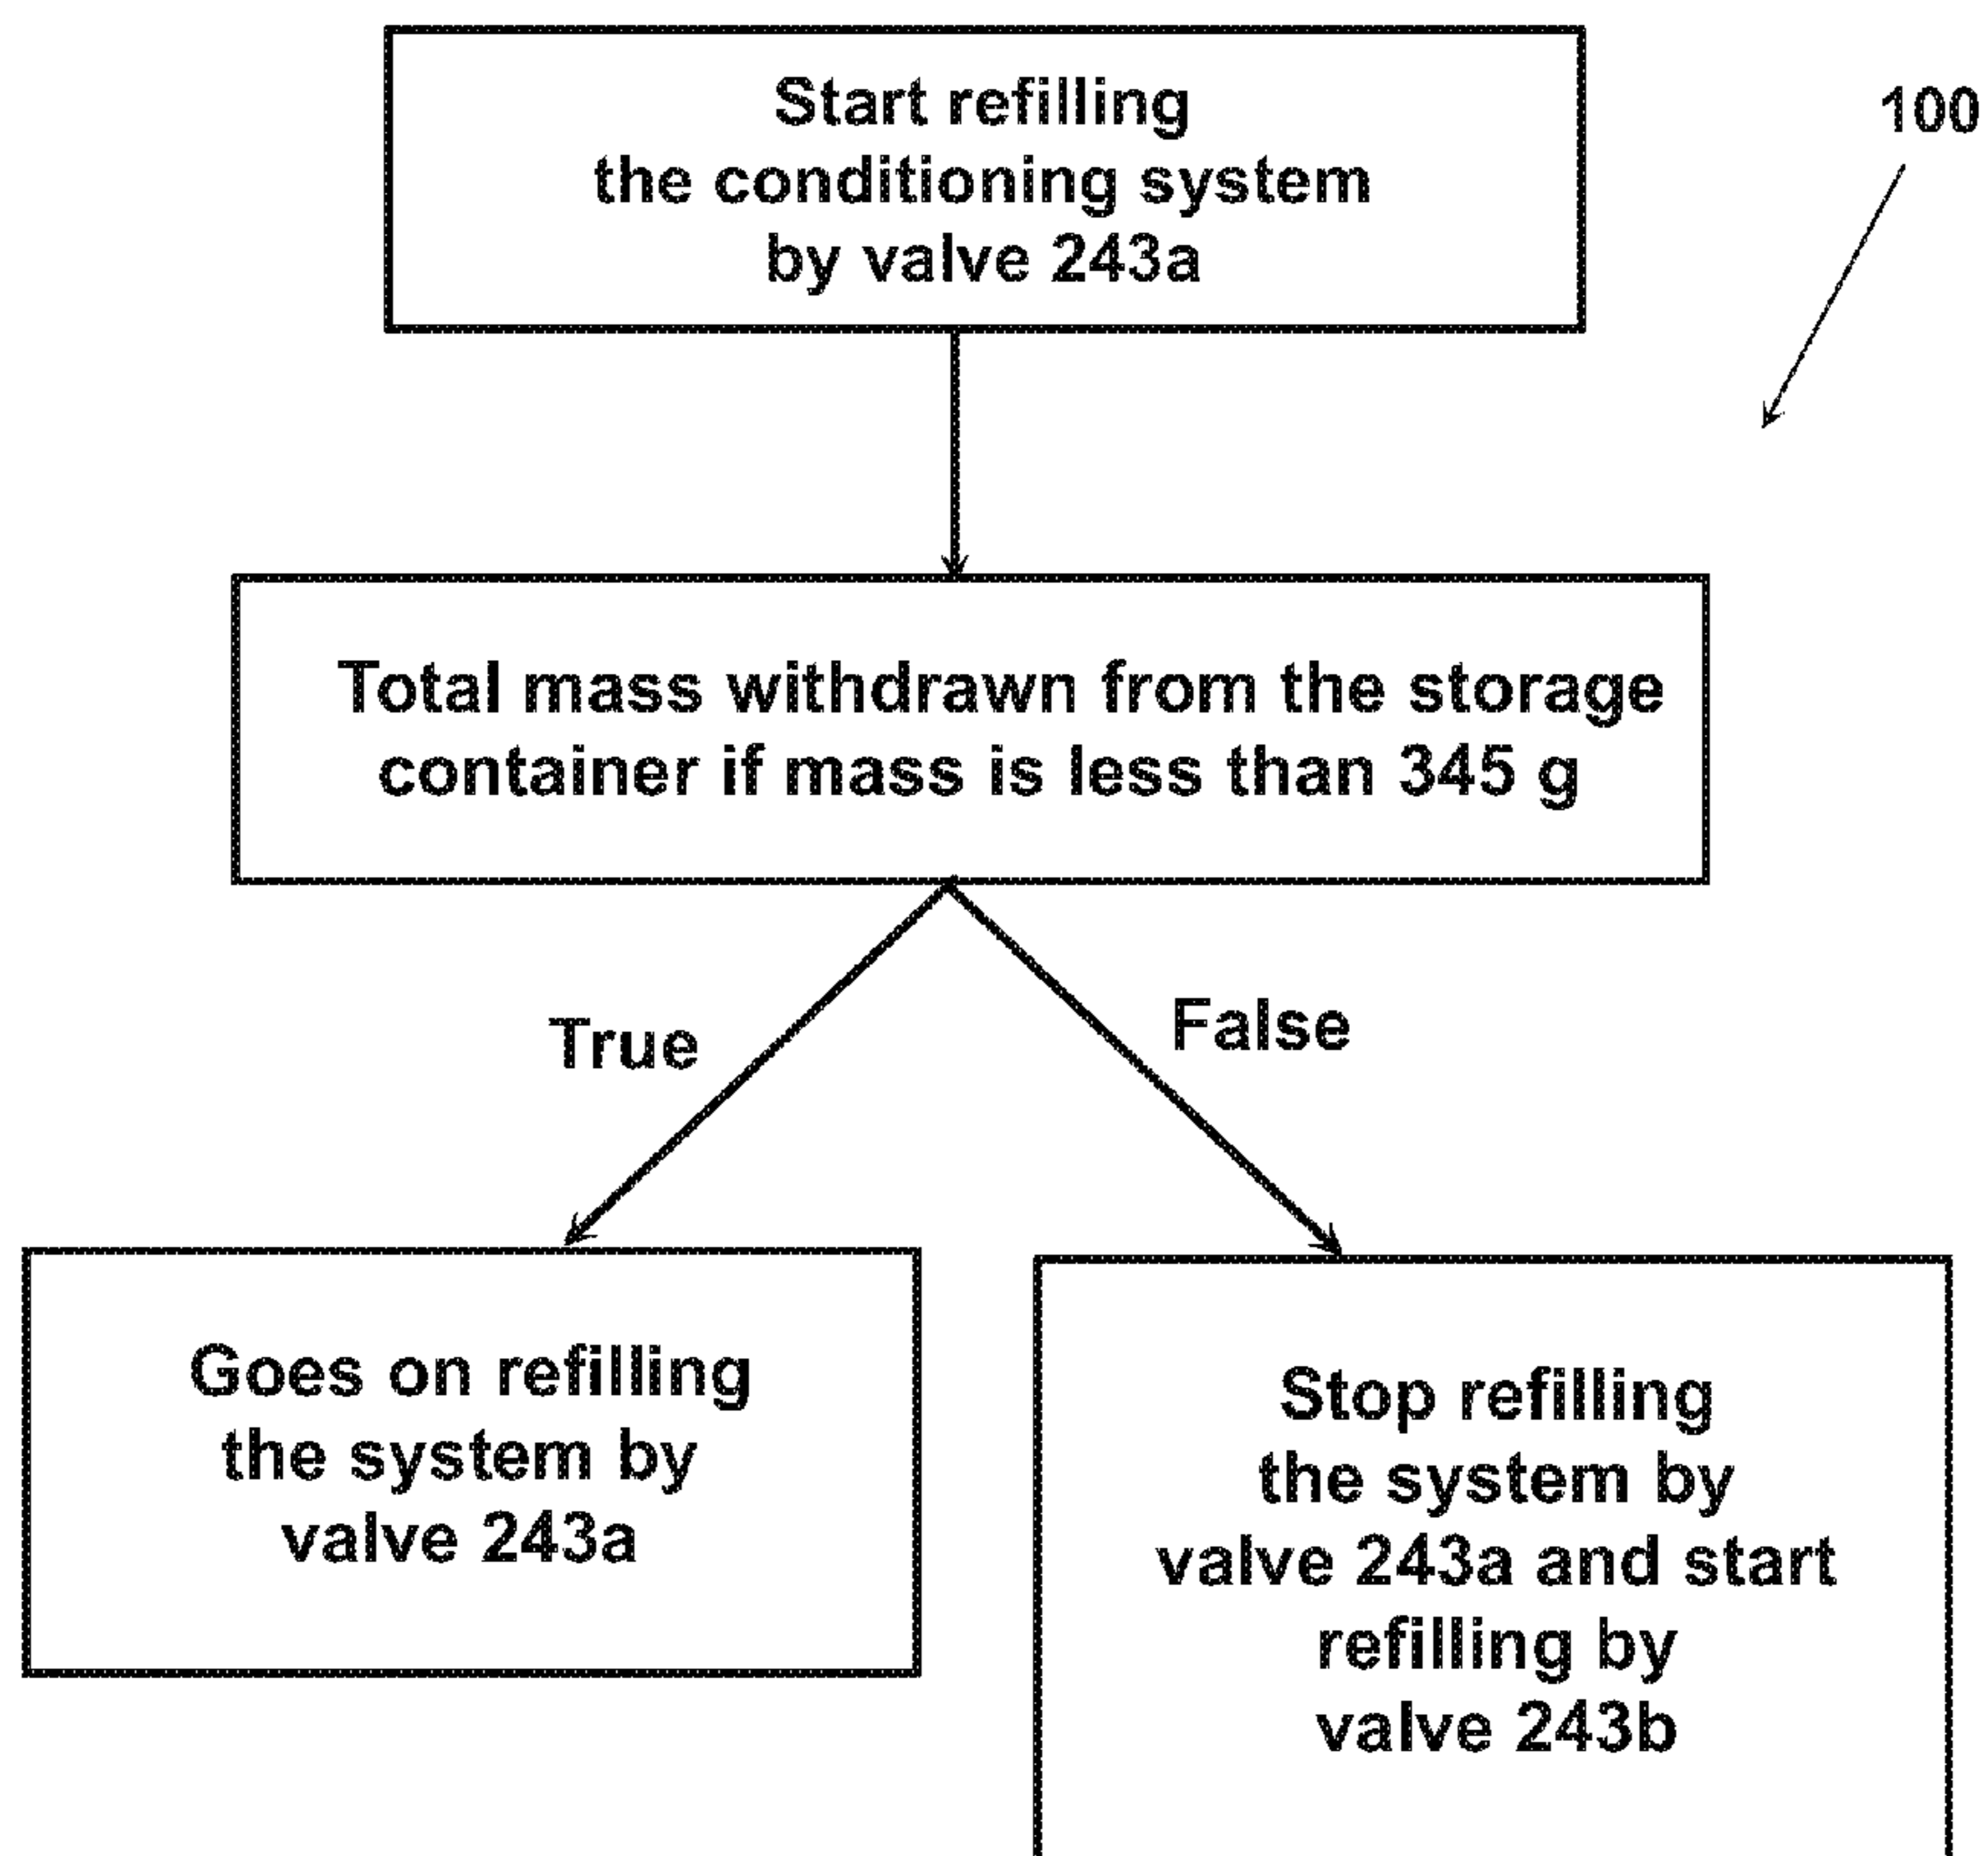 Start refilling
the conditioning system
by valve 243a
100
Total mass withdrawn from the storage
container if mass is less than 345 g
True
False
Goes on refilling
the system by
valve 243a
Stop refilling
the system by
valve 243a and start
refilling by
valve 243b